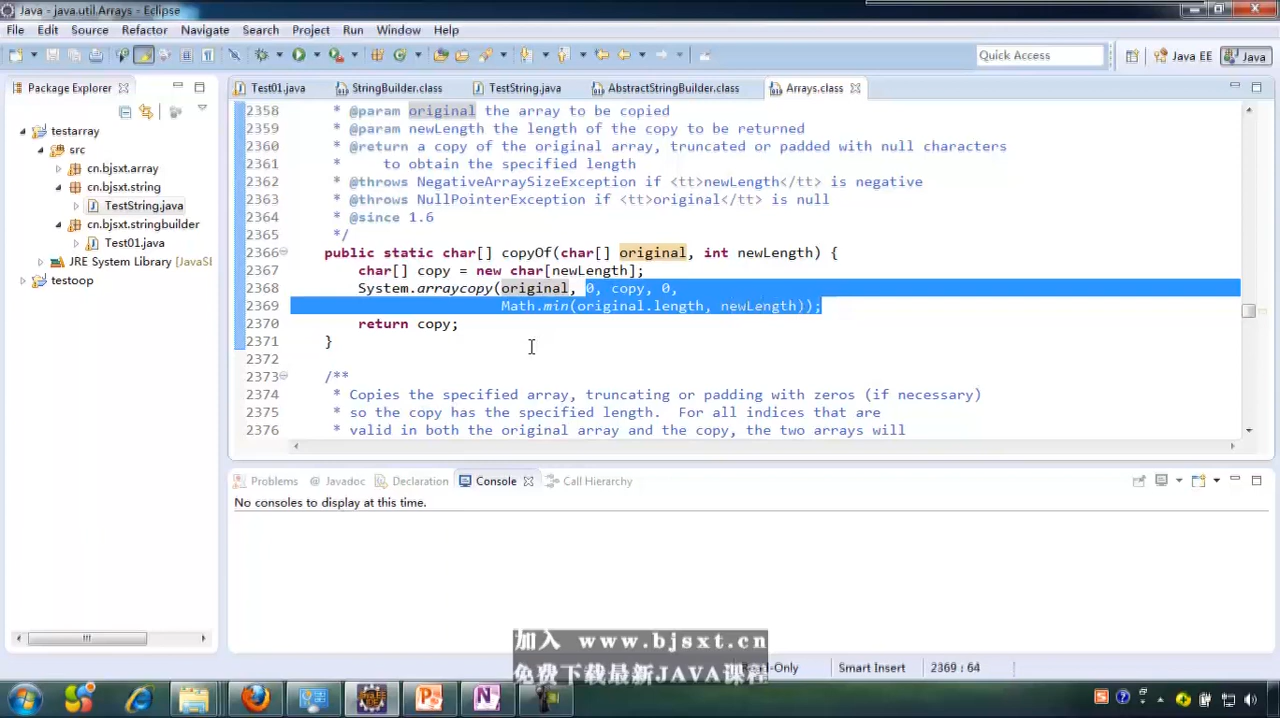 Java - java.util.Arrays - Eclipse
File Edit Source Refactor Navigate Search Project Run Window Help
Quick Access Java EE Java
Package Explorer
Test01.java StringBuilder.class TestString.java AbstractStringBuilder.class Arrays.class
testarray
src
cn.bjsxt.array
cn.bjsxt.string
TestString.java
cn.bjsxt.stringbuilder
Test01.java
JRE System Library [JavaSE
testoop
2358 * @param original the array to be copied
2359 * @param newLength the length of the copy to be returned
2360 * @return a copy of the original array, truncated or padded with null characters
2361 * to obtain the specified length
2362 * @throws NegativeArraySizeException if <tt>newLength</tt> is negative
2363 * @throws NullPointerException if <tt>original</tt> is null
2364 * @since 1.6
2365 */
2366 public static char[] copyOf(char[] original, int newLength) {
2367 char[] copy = new char[newLength];
2368 System.arraycopy(original, 0, copy, 0,
2369 Math.min(original.length, newLength));
2370 return copy;
2371 }
2372
2373 /**
2374 * Copies the specified array, truncating or padding with zeros (if necessary)
2375 * so the copy has the specified length. For all indices that are
2376 * valid in both the original array and the copy, the two arrays will
Problems @ Javadoc Declaration Console Call Hierarchy
No consoles to display at this time.
加入 www.bjsxt.cn
免费下载最新JAVA课程
-Only Smart Insert 2369 : 64